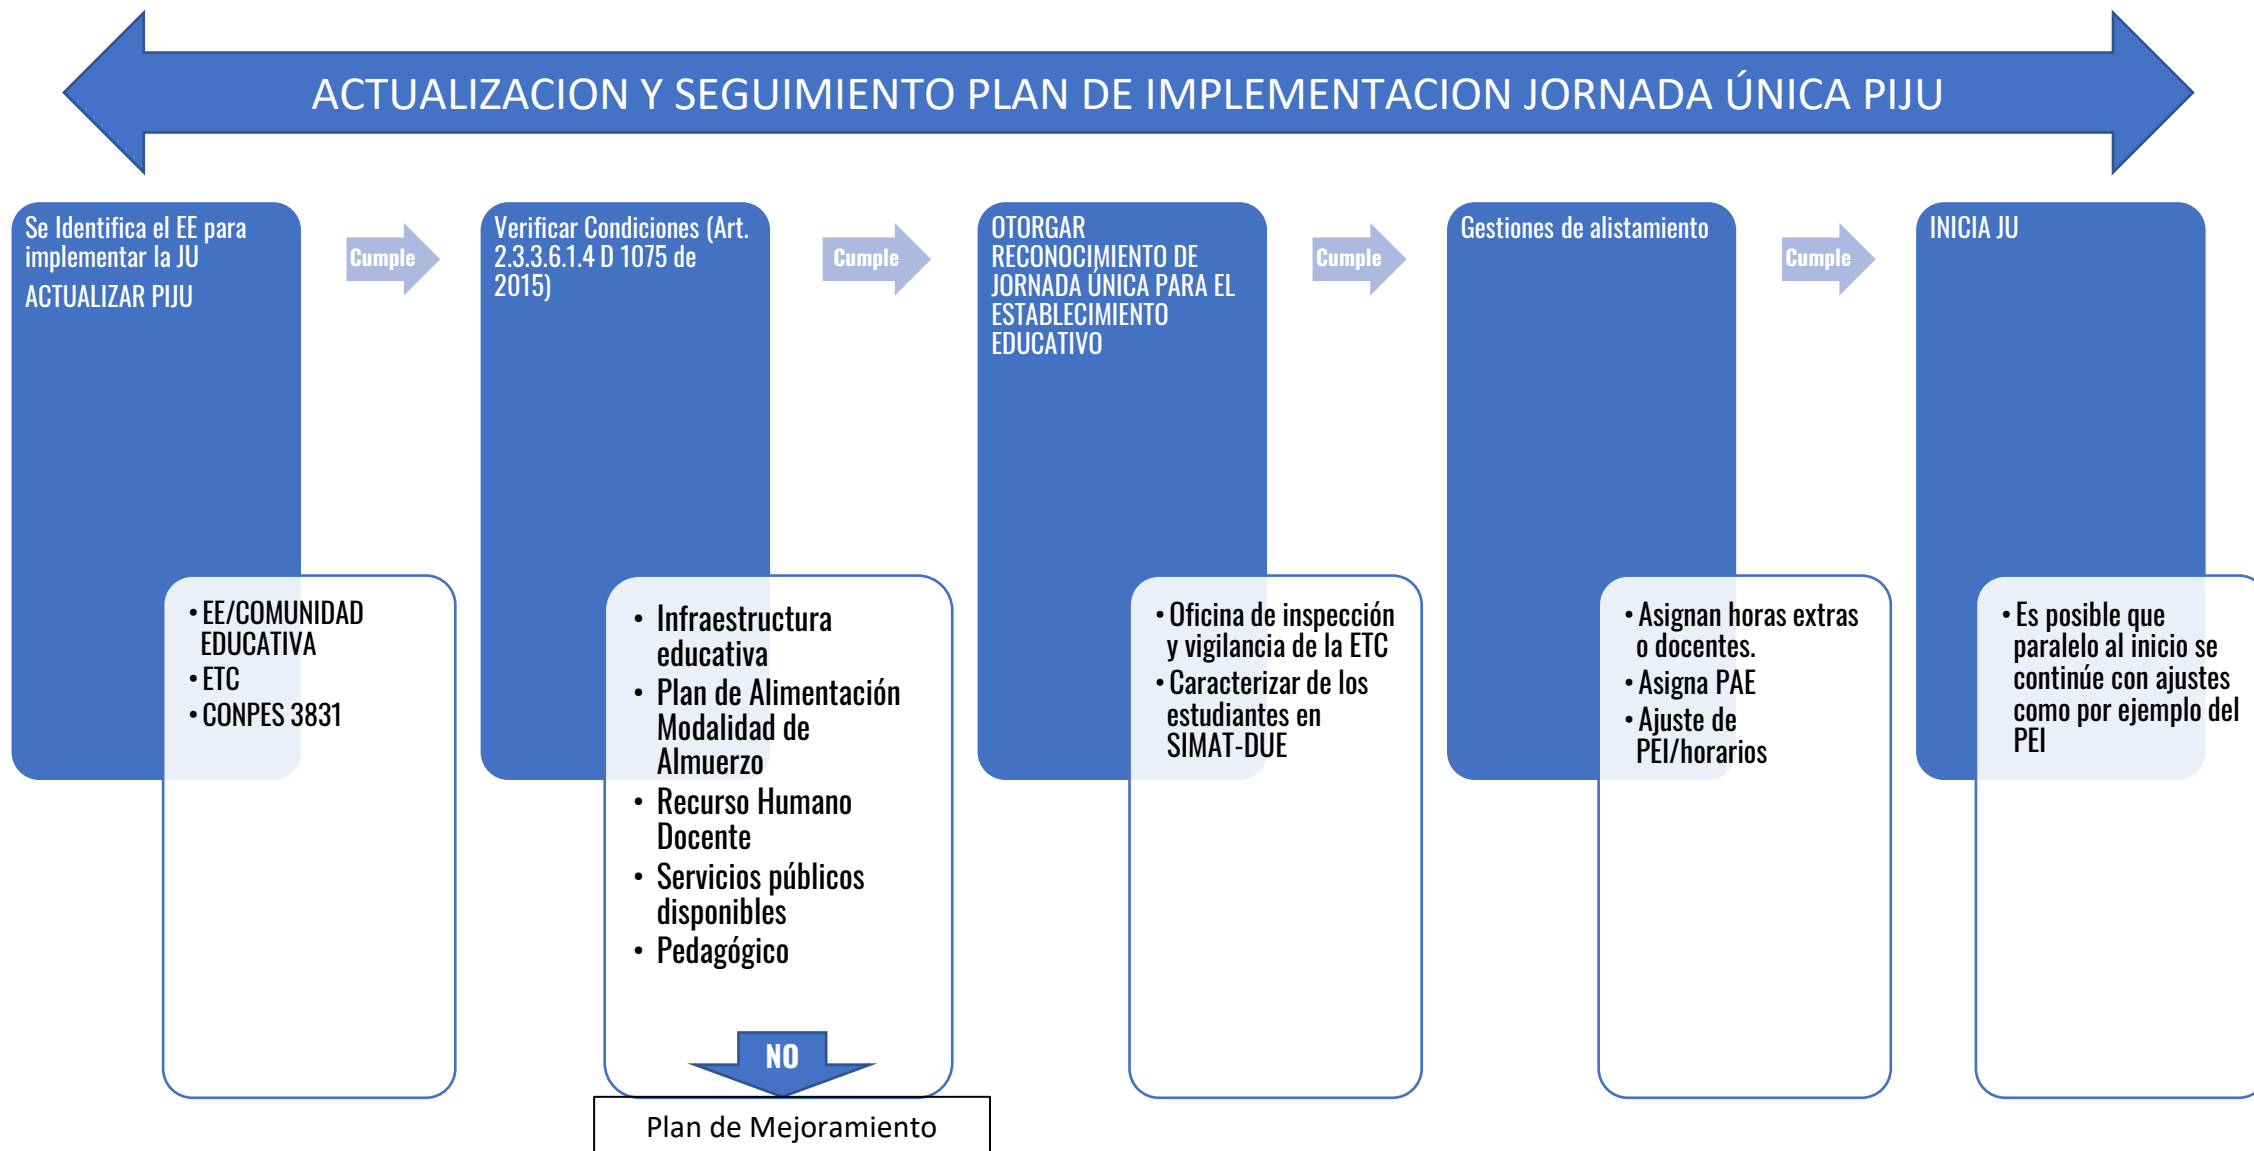 ACTUALIZACION Y SEGUIMIENTO PLAN DE IMPLEMENTACION JORNADA ÚNICA PIJU
Se Identifica el EE para
implementar la JU
ACTUALIZAR PIJU
Cumple
Verificar Condiciones (Art.
2.3.3.6.1.4 D 1075 de
2015)
Cumple
OTORGAR
RECONOCIMIENTO DE
JORNADA ÚNICA PARA EL
ESTABLECIMIENTO
EDUCATIVO
Cumple
Gestiones de alistamiento
Cumple
INICIA JU
• EE/COMUNIDAD
EDUCATIVA
• ETC
• CONPES 3831
• Infraestructura
educativa
• Plan de Alimentación
Modalidad de
Almuerzo
• Recurso Humano
Docente
• Servicios públicos
disponibles
• Pedagógico
• Oficina de inspección
y vigilancia de la ETC
• Caracterizar de los
estudiantes en
SIMAT-DUE
• Asignan horas extras
o docentes.
• Asigna PAE
• Ajuste de
PEI/horarios
• Es posible que
paralelo al inicio se
continúe con ajustes
como por ejemplo del
PEI
NO
Plan de Mejoramiento